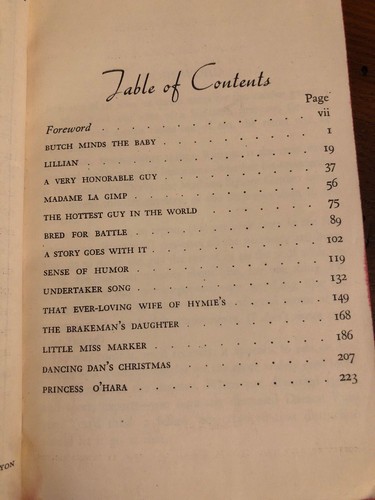 Table of Contents
Page
Foreword . . . . . . . . . . . . . vii
BUTCH MINDS THE BABY . . . . . . . . . . 1
LILLIAN . . . . . . . . . . . . . 19
A VERY HONORABLE GUY . . . . . . . . . 37
MADAME LA GIMP . . . . . . . . . . . 56
THE HOTTEST GUY IN THE WORLD . . . . . . . 75
BRED FOR BATTLE . . . . . . . . . . . 89
A STORY GOES WITH IT . . . . . . . . . . 102
SENSE OF HUMOR . . . . . . . . . . . 119
UNDERTAKER SONG . . . . . . . . . . . 132
THAT EVER-LOVING WIFE OF HYMIE'S . . . . . . 149
THE BRAKEMAN'S DAUGHTER . . . . . . . . 168
LITTLE MISS MARKER . . . . . . . . . . 186
DANCING DAN'S CHRISTMAS . . . . . . . . 207
PRINCESS O'HARA . . . . . . . . . . . 223
YON